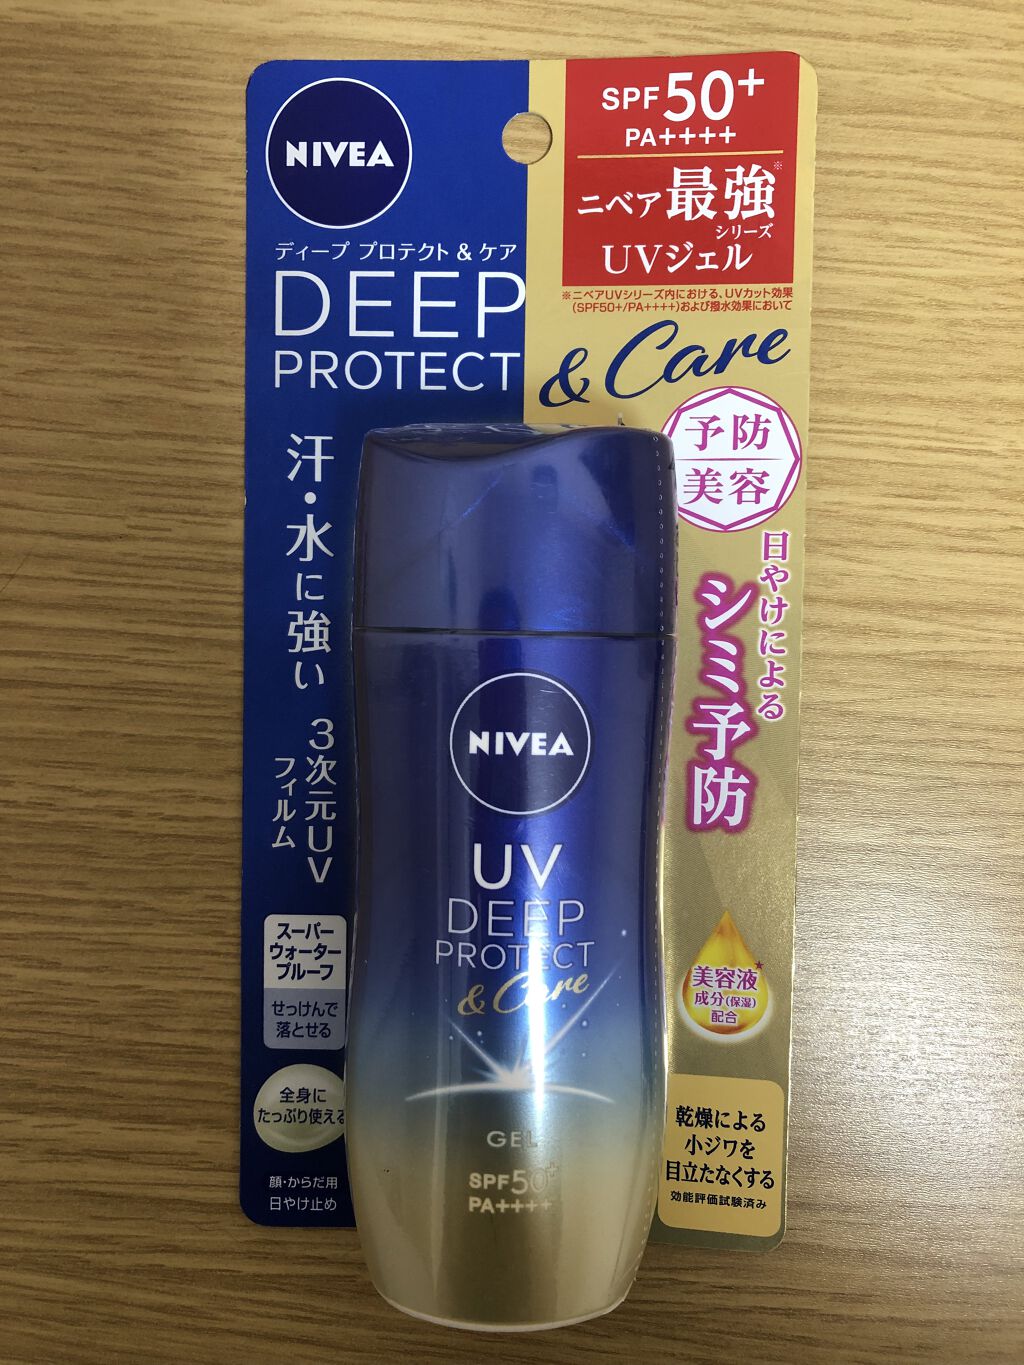 NIVEA
ディープ プロテクト & ケア
DEEP
PROTECT
& Care
SPF50+
PA++++
ニベア最強※
シリーズ
UVジェル
※ニベアUVシリーズ内における、UVカット効果
(SPF50+/PA++++)および撥水効果において
予防
美容
日やけによる
シミ予防
汗・水に強い
3次元UV
フィルム
スーパー
ウォーター
プルーフ
せっけんで
落とせる
全身に
たっぷり使える
顔・からだ用
日やけ止め
美容液★
成分(保湿)
配合
乾燥による
小ジワを
目立たなくする
効能評価試験済み
NIVEA
UV
DEEP
PROTECT
& Care
GEL
SPF50+
PA++++